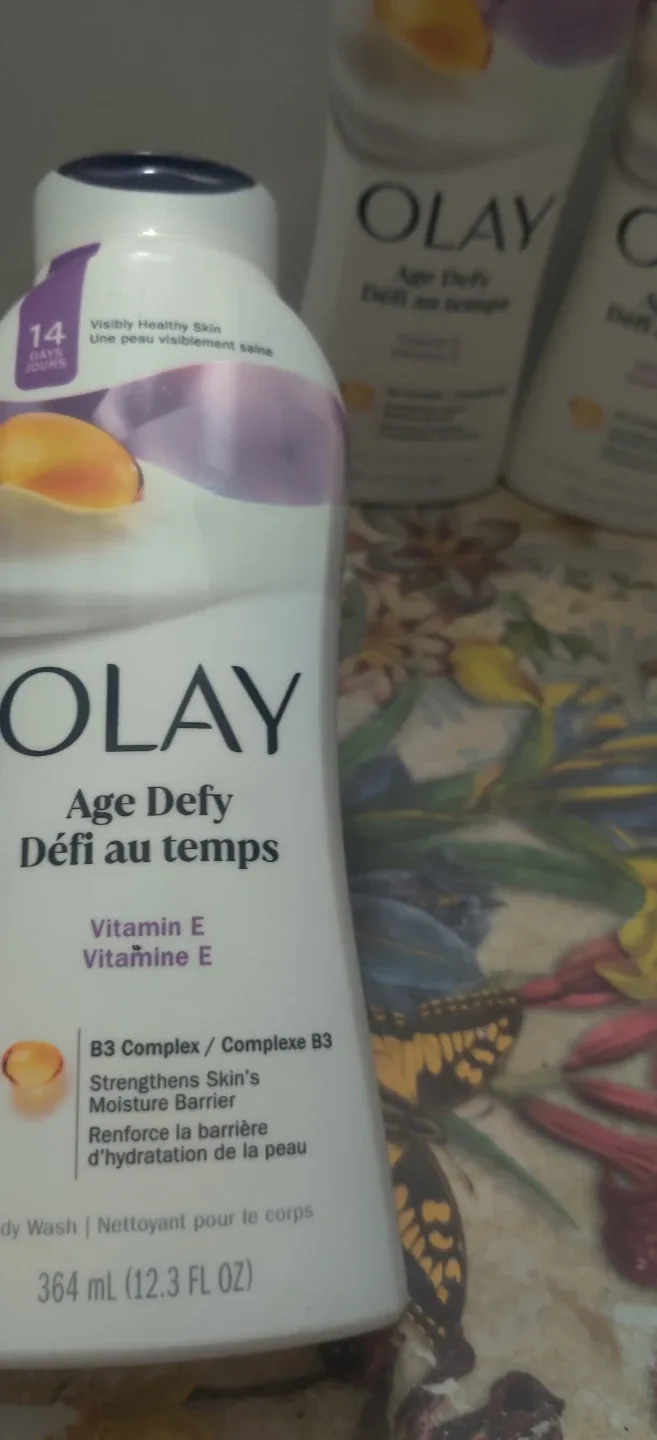 14
DAYS
JOURS
Visibly Healthy Skin
Une peau visiblement saine
OLAY
Age Defy
Défi au temps
Vitamin E
Vitamine E
B3 Complex / Complexe B3
Strengthens Skin's
Moisture Barrier
Renforce la barrière
d'hydratation de la peau
dy Wash | Nettoyant pour le corps
364 mL (12.3 FL OZ)
OLAY
Age Defy
Défi au temps
Vitamin E
Vitamine E
O